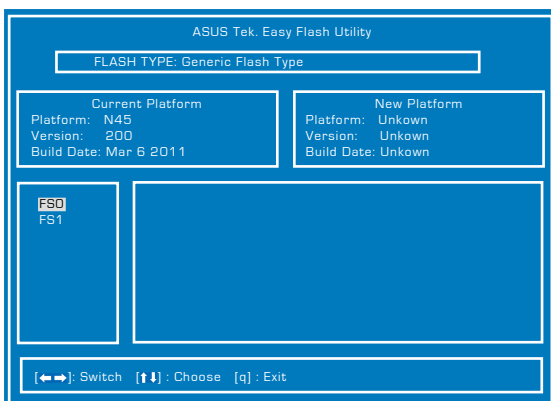 ASUS Tek. Easy Flash Utility
FLASH TYPE: Generic Flash Type
Current Platform
Platform: N45
Version: 200
Build Date: Mar 6 2011
New Platform
Platform: Unkown
Version: Unkown
Build Date: Unkown
FS0
FS1
[←→]: Switch [↑↓] : Choose [q] : Exit